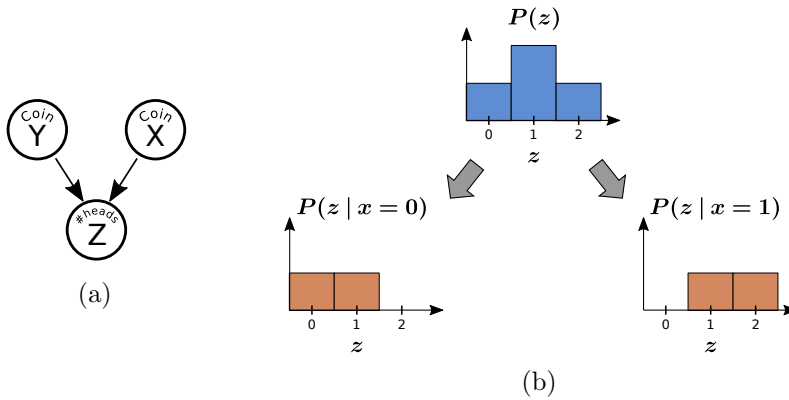 Coin
Y
Coin
X
#heads
Z
(a)
P(z)
0 1 2
z
P(z | x = 0)
0 1 2
z
P(z | x = 1)
0 1 2
z
(b)